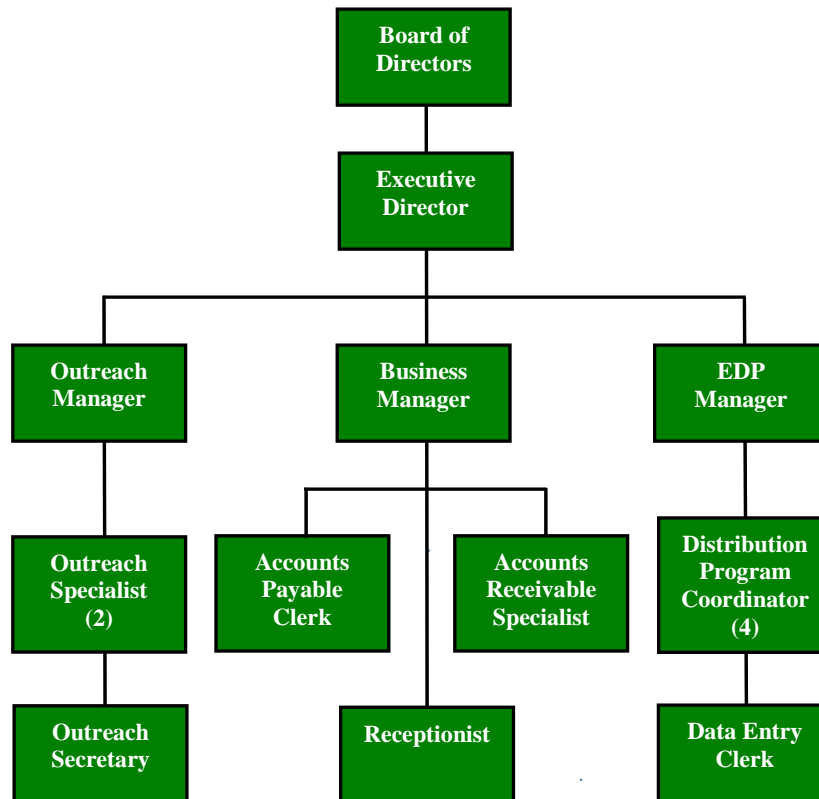 Board of
Directors
Executive
Director
Outreach
Manager
Business
Manager
EDP
Manager
Outreach
Specialist
(2)
Accounts
Payable
Clerk
Accounts
Receivable
Specialist
Distribution
Program
Coordinator
(4)
Outreach
Secretary
Receptionist
Data Entry
Clerk